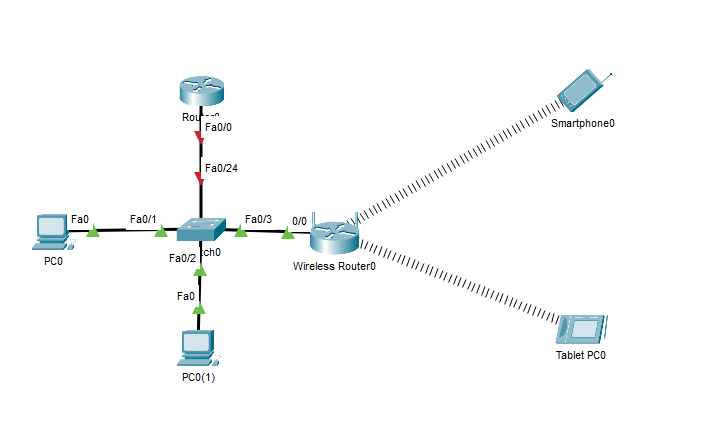 Fa0/0
Smartphone0
Fa0/24
Fa0
Fa0/1
Fa0/3
0/0
PC0
Fa0/2
tch0
Wireless Router0
Fa0
Tablet PC0
PC0(1)